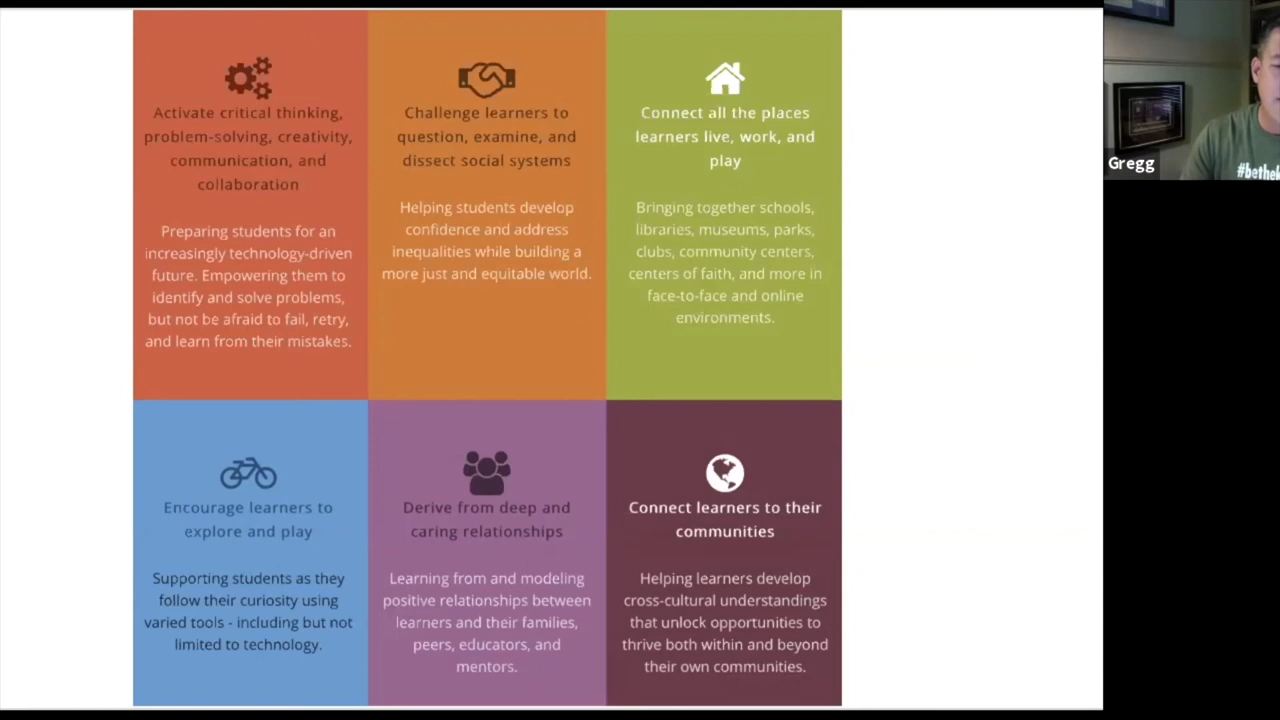 Activate critical thinking,
problem-solving, creativity,
communication, and
collaboration
Preparing students for an
increasingly technology-driven
future. Empowering them to
identify and solve problems,
but not be afraid to fail, retry,
and learn from their mistakes.
Challenge learners to
question, examine, and
dissect social systems
Helping students develop
confidence and address
inequalities while building a
more just and equitable world.
Connect all the places
learners live, work, and
play
Bringing together schools,
libraries, museums, parks,
clubs, community centers,
centers of faith, and more in
face-to-face and online
environments.
Encourage learners to
explore and play
Supporting students as they
follow their curiosity using
varied tools - including but not
limited to technology.
Derive from deep and
caring relationships
Learning from and modeling
positive relationships between
learners and their families,
peers, educators, and
mentors.
Connect learners to their
communities
Helping learners develop
cross-cultural understandings
that unlock opportunities to
thrive both within and beyond
their own communities.
Gregg